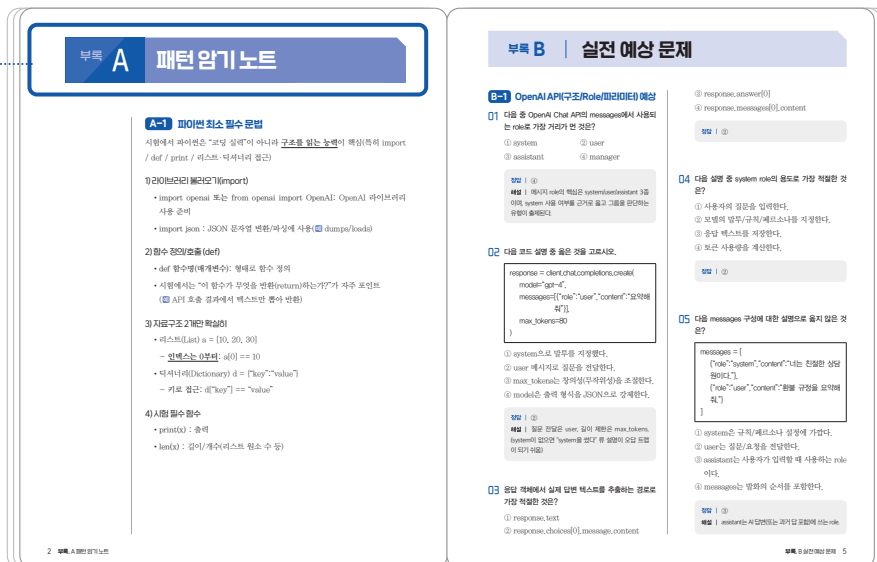 부록 A 패턴 암기 노트
A-1 파이썬 최소 필수 문법
시험에서 파이썬은 "코딩 실력"이 아니라 구조를 읽는 능력이 핵심(특히 import
/ def / print / 리스트·딕셔너리 접근)
1) 라이브러리 불러오기(import)
• import openai 또는 from openai import OpenAI: OpenAI 라이브러리
사용 준비
• import json : JSON 문자열 변환/파싱에 사용(예 dumps/loads)
2) 함수 정의/호출 (def)
• def 함수명(매개변수): 형태로 함수 정의
• 시험에서는 "이 함수가 무엇을 반환(return)하는가?"가 자주 포인트
(예 API 호출 결과에서 텍스트만 뽑아 반환)
3) 자료구조 2개만 확실히
• 리스트(List) a = [10, 20, 30]
- 인덱스는 0부터: a[0] == 10
• 딕셔너리(Dictionary) d = {"key":"value"}
- 키로 접근: d["key"] == "value"
4) 시험 필수 함수
• print(x) : 출력
• len(x) : 길이/개수(리스트 원소 수 등)
2 부록. A 패턴 암기 노트
부록 B | 실전 예상 문제
B-1 OpenAI API(구조/Role/파라미터) 예상
01 다음 중 OpenAI Chat API의 messages에서 사용되
는 role로 가장 거리가 먼 것은?
① system ② user
③ assistant ④ manager
정답 | ④
해설 | 메시지 role의 핵심은 system/user/assistant 3종
이며, system 사용 여부를 근거로 옳고 그름을 판단하는
유형이 출제된다.
02 다음 코드 설명 중 옳은 것을 고르시오.
response = client.chat.completions.create(
model="gpt-4",
messages=[{"role":"user","content":"요약해
줘"}],
max_tokens=80
)
① system으로 말투를 지정했다.
② user 메시지로 질문을 전달한다.
③ max_tokens는 창의성(무작위성)을 조절한다.
④ model은 출력 형식을 JSON으로 강제한다.
정답 | ②
해설 | 질문 전달은 user, 길이 제한은 max_tokens.
(system이 없으면 "system을 썼다" 류 설명이 오답 트랩
이 되기 쉬움)
03 응답 객체에서 실제 답변 텍스트를 추출하는 경로로
가장 적절한 것은?
① response.text
② response.choices[0].message.content
③ response.answer[0]
④ response.messages[0].content
정답 | ②
04 다음 설명 중 system role의 용도로 가장 적절한 것
은?
① 사용자의 질문을 입력한다.
② 모델의 말투/규칙/페르소나를 지정한다.
③ 응답 텍스트를 저장한다.
④ 토큰 사용량을 계산한다.
정답 | ②
05 다음 messages 구성에 대한 설명으로 옳지 않은 것
은?
messages = [
{"role":"system","content":"너는 친절한 상담
원이다."},
{"role":"user","content":"환불 규정을 요약해
줘."}
]
① system은 규칙/페르소나 설정에 가깝다.
② user는 질문/요청을 전달한다.
③ assistant는 사용자가 입력할 때 사용하는 role
이다.
④ messages는 발화의 순서를 포함한다.
정답 | ③
해설 | assistant는 AI 답변(또는 과거 답 포함)에 쓰는 role.
부록. B 실전 예상 문제 5